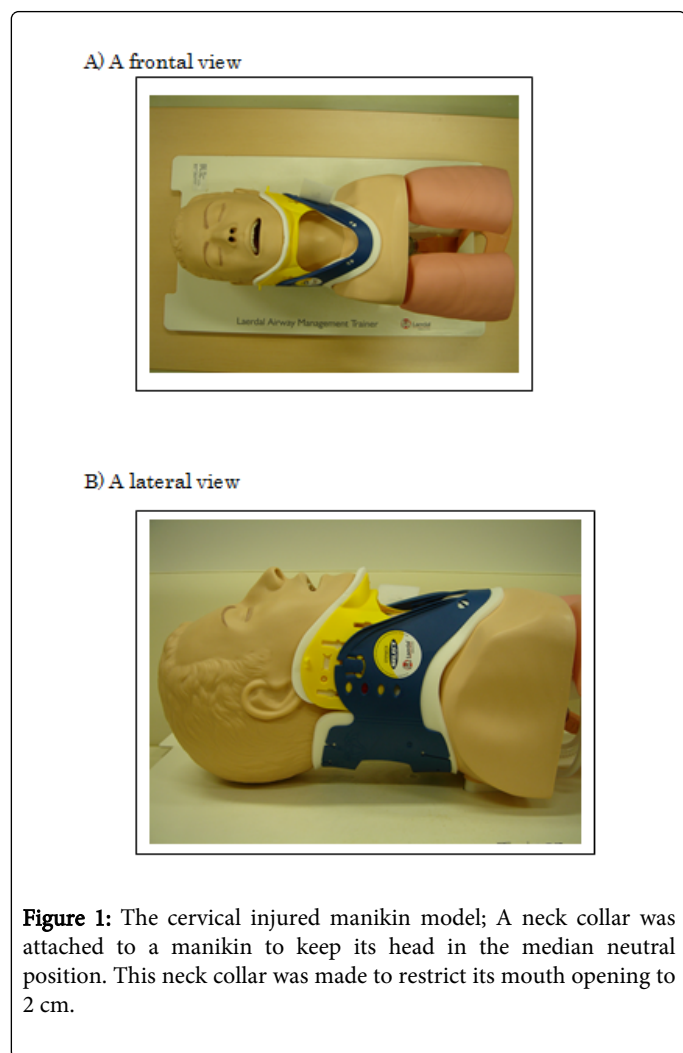 A) A frontal view
Laerdal Airway Management Trainer
Laerdal
B) A lateral view
Laerdal
Figure 1: The cervical injured manikin model; A neck collar was
attached to a manikin to keep its head in the median neutral
position. This neck collar was made to restrict its mouth opening to
2 cm.